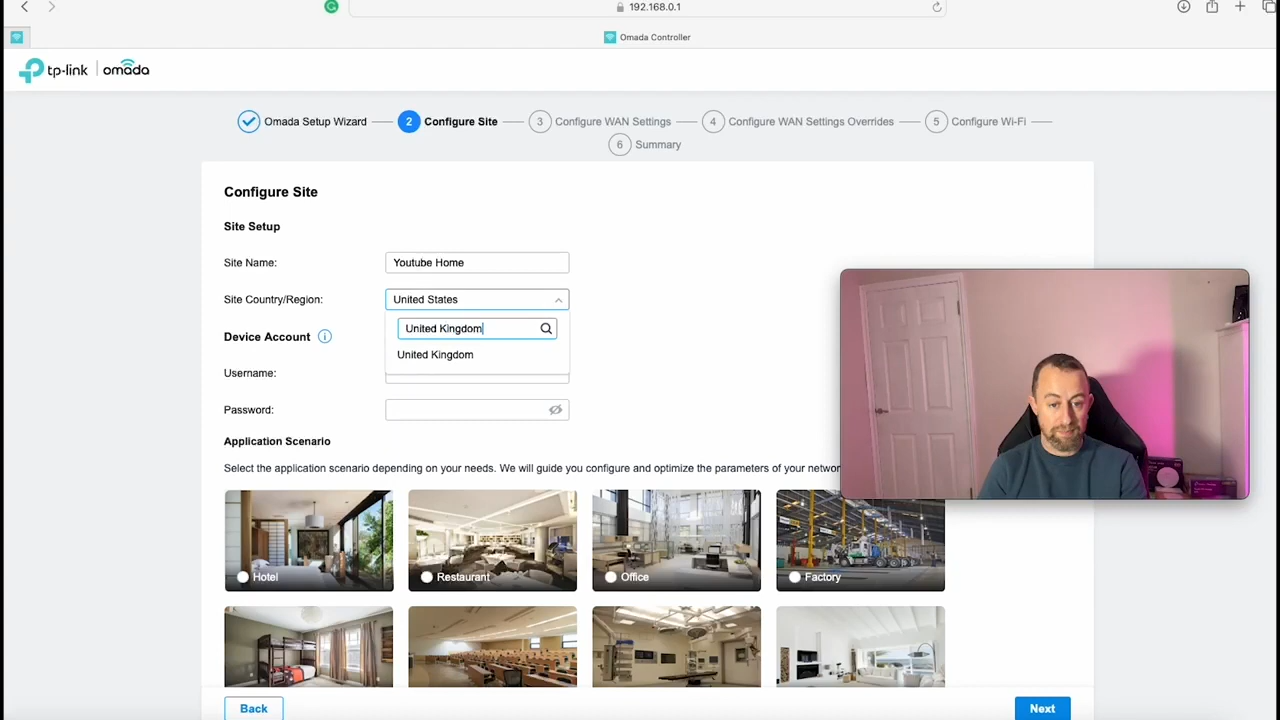 192.168.0.1
Omada Controller
tp-link | omada
Omada Setup Wizard
2 Configure Site
3 Configure WAN Settings
4 Configure WAN Settings Overrides
5 Configure Wi-Fi
6 Summary
Configure Site
Site Setup
Site Name: Youtube Home
Site Country/Region: United States
United Kingdom
Device Account
United Kingdom
Username:
Password:
Application Scenario
Select the application scenario depending on your needs. We will guide you configure and optimize the parameters of your networ
Hotel
Restaurant
Office
Factory
Back
Next